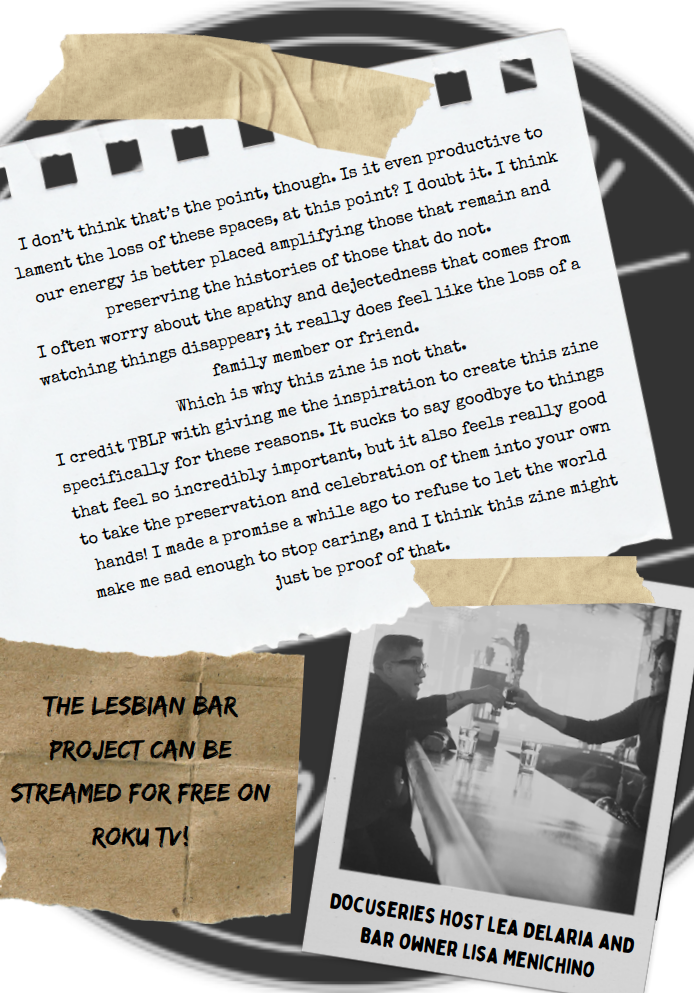 I don't think that's the point, though. Is it even productive to
lament the loss of these spaces, at this point? I doubt it. I think
our energy is better placed amplifying those that remain and
preserving the histories of those that do not.
I often worry about the apathy and dejectedness that comes from
watching things disappear; it really does feel like the loss of a
family member or friend.
Which is why this zine is not that.
I credit TBLP with giving me the inspiration to create this zine
specifically for these reasons. It sucks to say goodbye to things
that feel so incredibly important, but it also feels really good
to take the preservation and celebration of them into your own
hands! I made a promise a while ago to refuse to let the world
make me sad enough to stop caring, and I think this zine might
just be proof of that.
THE LESBIAN BAR
PROJECT CAN BE
STREAMED FOR FREE ON
ROKU TV!
DOCUSERIES HOST LEA DELARIA AND
BAR OWNER LISA MENICHINO